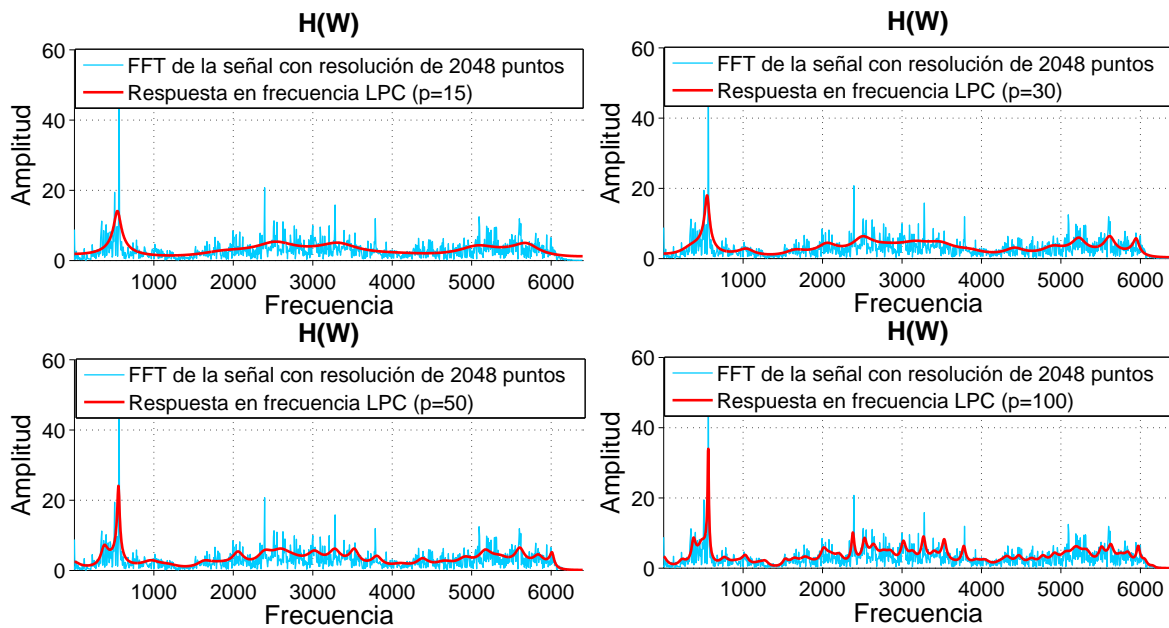 H(W)
60
40
20
0
Amplitud
FFT de la señal con resolución de 2048 puntos
Respuesta en frecuencia LPC (p=15)
1000 2000 3000 4000 5000 6000
Frecuencia
H(W)
60
40
20
0
Amplitud
FFT de la señal con resolución de 2048 puntos
Respuesta en frecuencia LPC (p=30)
1000 2000 3000 4000 5000 6000
Frecuencia
H(W)
60
40
20
0
Amplitud
FFT de la señal con resolución de 2048 puntos
Respuesta en frecuencia LPC (p=50)
1000 2000 3000 4000 5000 6000
Frecuencia
H(W)
60
40
20
0
Amplitud
FFT de la señal con resolución de 2048 puntos
Respuesta en frecuencia LPC (p=100)
1000 2000 3000 4000 5000 6000
Frecuencia